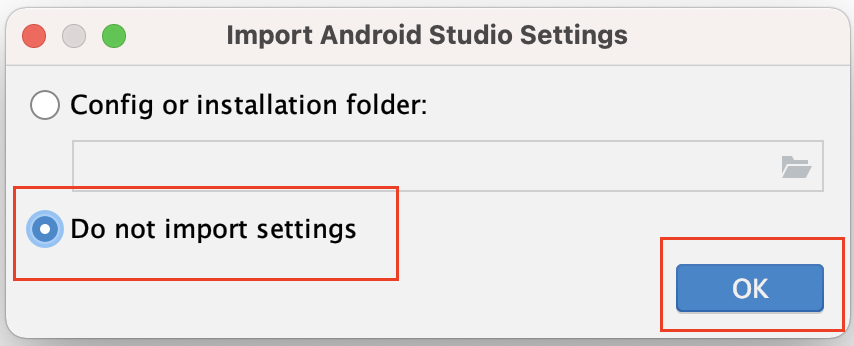 Import Android Studio Settings
Config or installation folder:
Do not import settings
OK